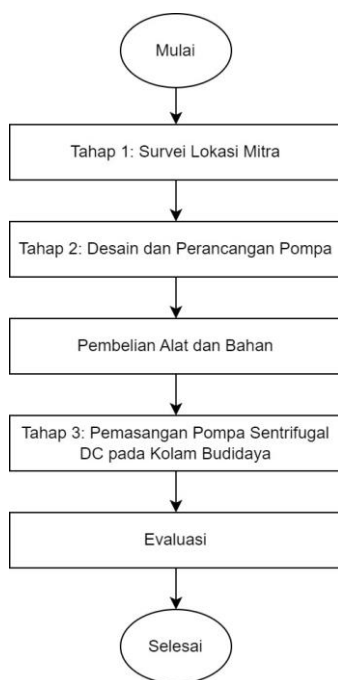 Mulai
Tahap 1: Survei Lokasi Mitra
Tahap 2: Desain dan Perancangan Pompa
Pembelian Alat dan Bahan
Tahap 3: Pemasangan Pompa Sentrifugal
DC pada Kolam Budidaya
Evaluasi
Selesai